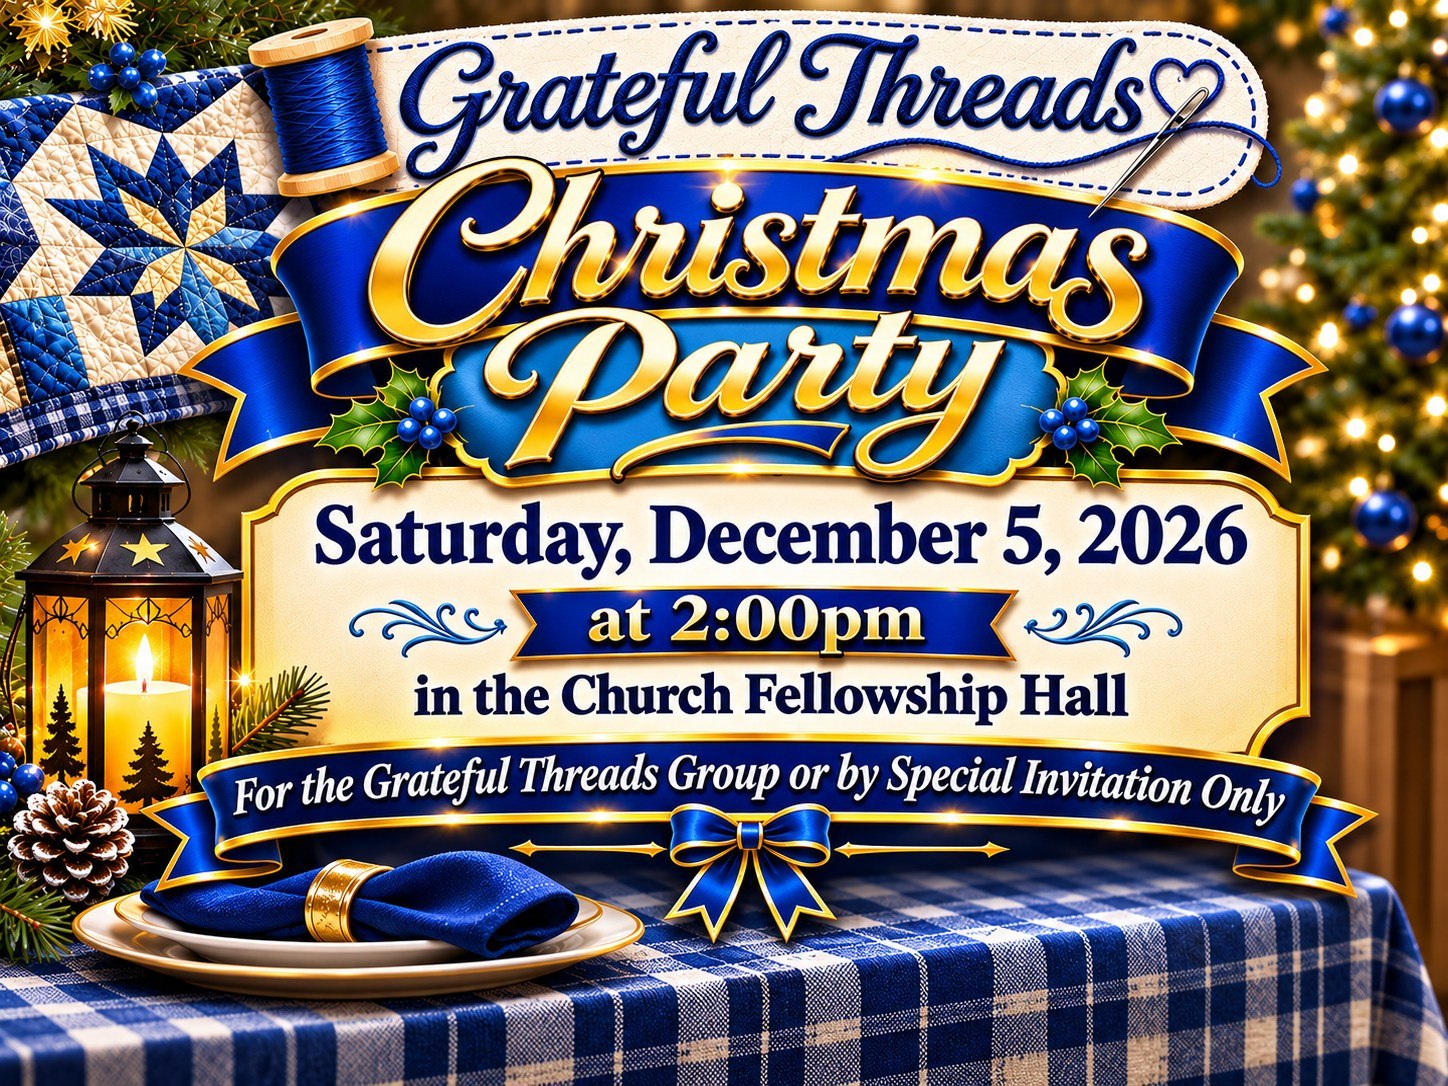 Grateful Threads
Christmas
Party
Saturday, December 5, 2026
at 2:00pm
in the Church Fellowship Hall
For the Grateful Threads Group or by Special Invitation Only